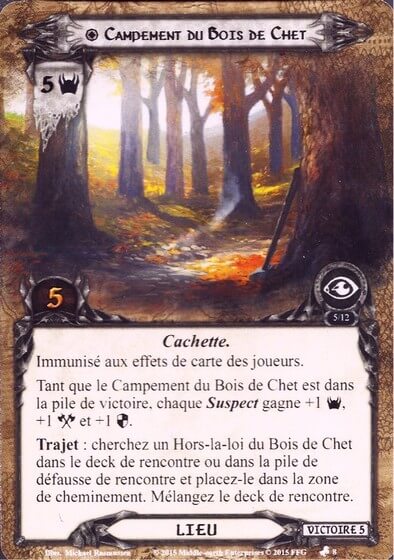 Campement du Bois de Chet
5
5
5/12
Cachette.
Immunisé aux effets de carte des joueurs.
Tant que le Campement du Bois de Chet est dans
la pile de victoire, chaque Suspect gagne +1,
+1 et +1.
Trajet : cherchez un Hors-la-loi du Bois de Chet
dans le deck de rencontre ou dans la pile de
défausse de rencontre et placez-le dans la zone
de cheminement. Mélangez le deck de rencontre.
LIEU
VICTOIRE 5
Illus. Michael Rasmussen © 2015 Middle-earth Enterprises © 2015 FFG 8